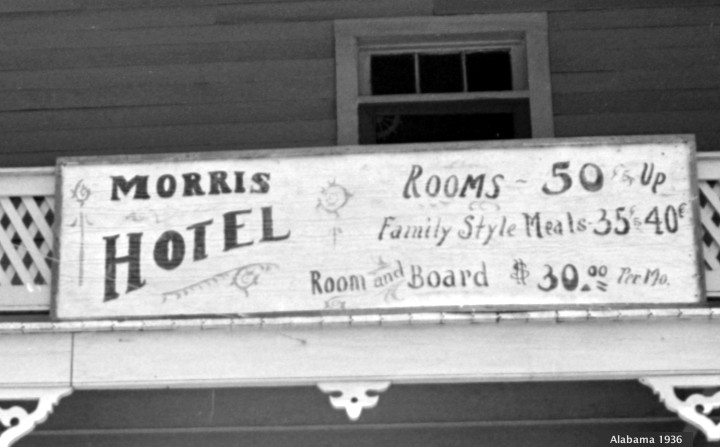 MORRIS
HOTEL
ROOMS - 50¢ & Up
Family Style Meals - 35¢ & 40¢
Room and Board $30.00 Per Mo.
Alabama 1936